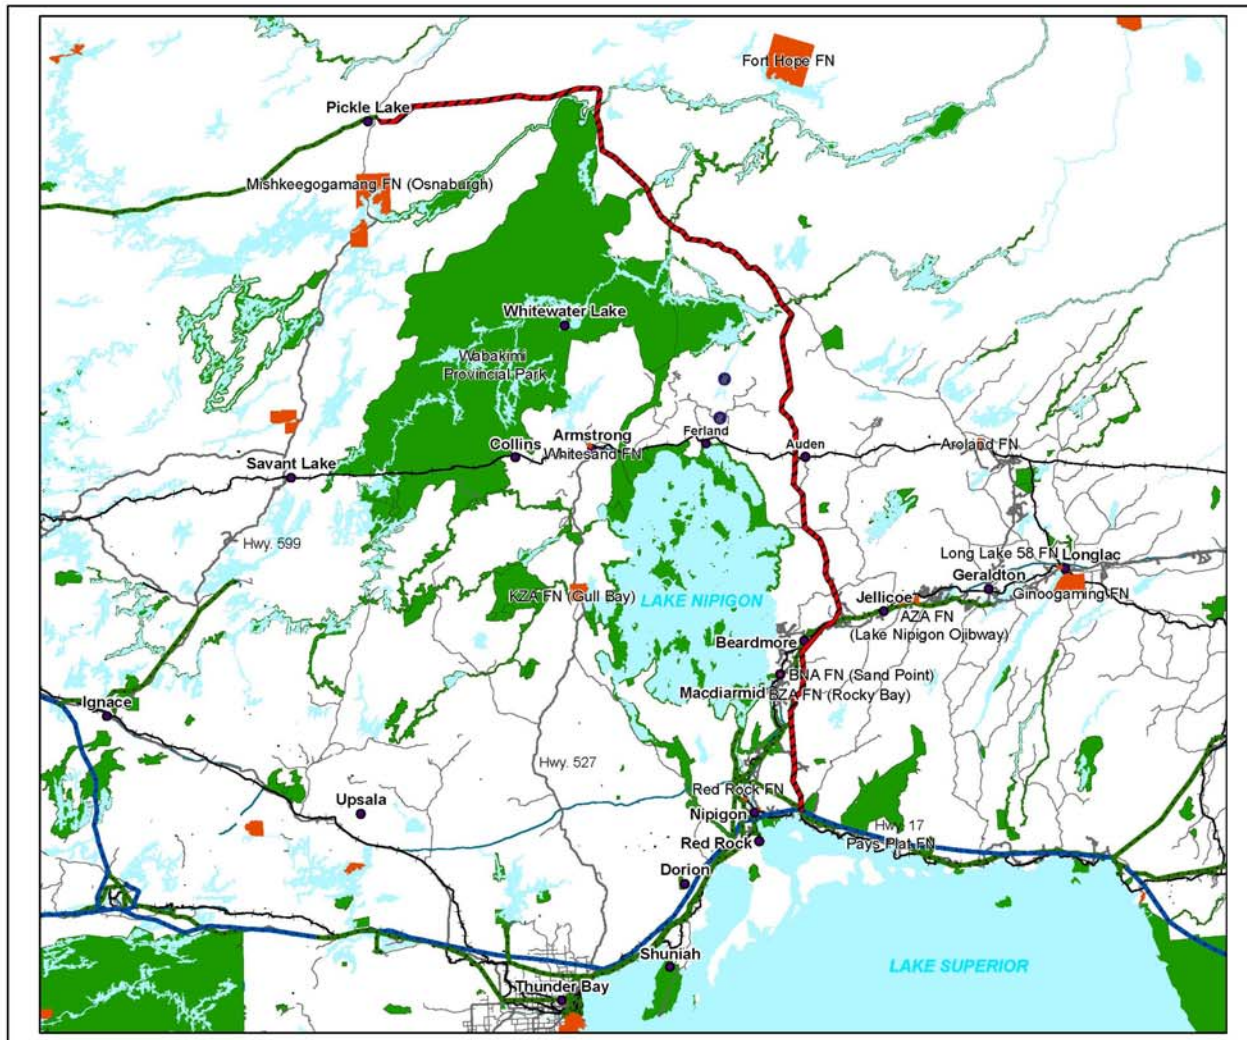 Fort Hope FN
Pickle Lake
Mishkeegogamang FN (Osnaburgh)
Whitewater Lake
Wabakimi
Provincial Park
Ferland
Armstrong
Collins
Auden
Aroland FN
Whitesand FN
Savant Lake
Hwy. 599
Long Lake 58 FN
Longlac
Geraldton
KZA FN (Gull Bay)
LAKE NIPIGON
Jellicoe
Ginoogaming FN
AZA FN
(Lake Nipigon Ojibway)
Beardmore
BNA FN (Sand Point)
Macdiarmid
BZA FN (Rocky Bay)
Ignace
Hwy. 527
Red Rock FN
Upsala
Nipigon
Hwy. 17
Red Rock
Pays Plat FN
Dorion
Shuniah
LAKE SUPERIOR
Thunder Bay